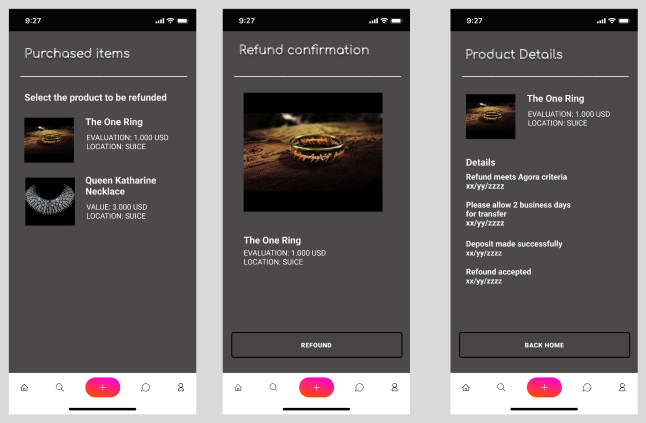 9:27
Purchased items
Select the product to be refunded
The One Ring
EVALUATION: 1.000 USD
LOCATION: SUICE
Queen Katharine
Necklace
VALUE: 3.000 USD
LOCATION: SUICE
9:27
Refund confirmation
The One Ring
EVALUATION: 1.000 USD
LOCATION: SUICE
REFOUND
9:27
Product Details
The One Ring
EVALUATION: 1.000 USD
LOCATION: SUICE
Details
Refund meets Agora criteria
xx/yy/zzzz
Please allow 2 business days
for transfer
xx/yy/zzzz
Deposit made successfully
xx/yy/zzzz
Refound accepted
xx/yy/zzzz
BACK HOME